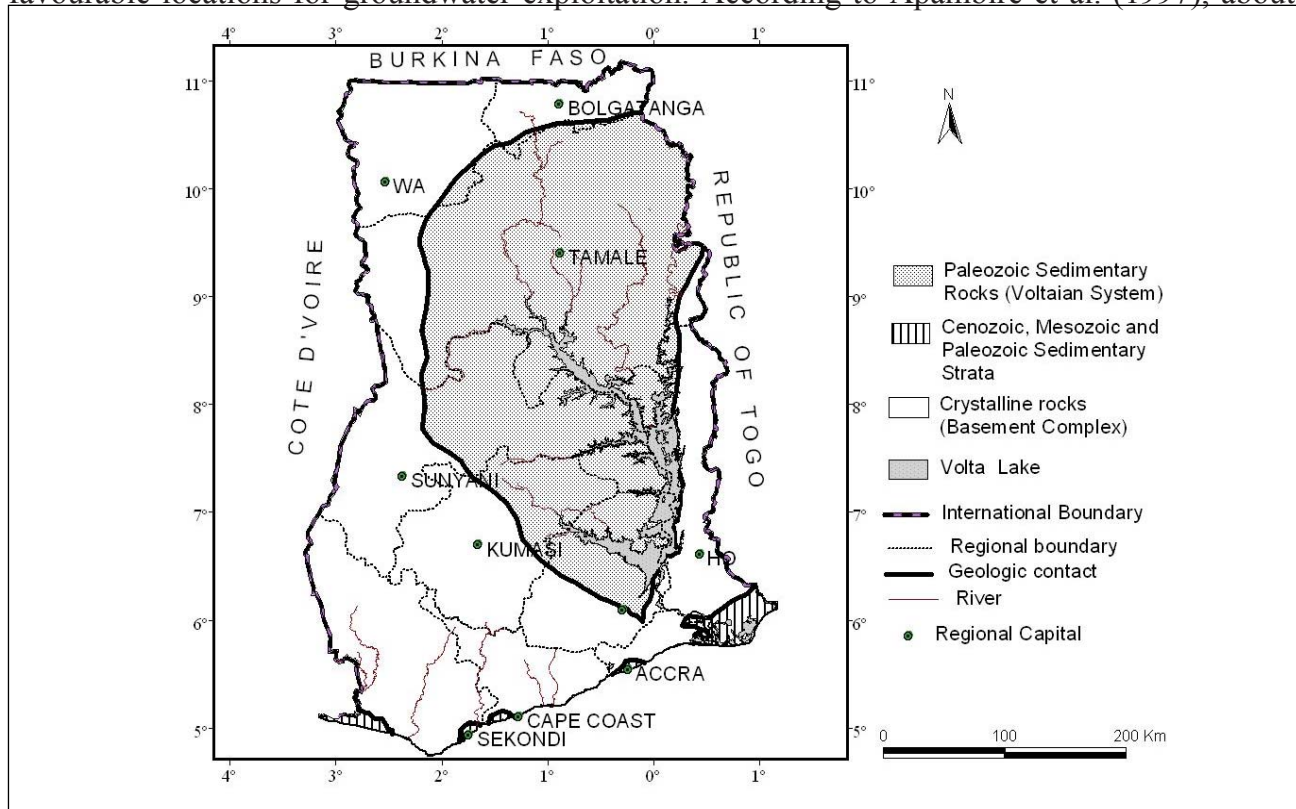 favourable locations for groundwater exploitation. According to Apambire et al. (1997), about
4° 3° 2° 1° 0° 1°
BURKINA FASO
11° 11°
BOLGATANGA
N
10° 10°
WA
REPUBLIC OF TOGO
COTE D'VOIRE
TAMALE
9° 9°
8° 8°
SUNYANI
7° 7°
KUMASI
HO
6° 6°
ACCRA
CAPE COAST
5° 5°
SEKONDI
4° 3° 2° 1° 0° 1°
Paleozoic Sedimentary
Rocks (Voltaian System)
Cenozoic, Mesozoic and
Paleozoic Sedimentary
Strata
Crystalline rocks
(Basement Complex)
Volta Lake
International Boundary
Regional boundary
Geologic contact
River
Regional Capital
0 100 200 Km